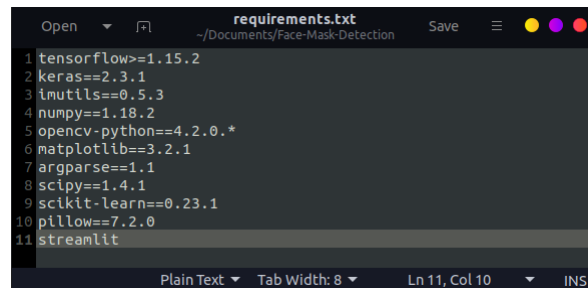 Open
requirements.txt
~/Documents/Face-Mask-Detection
Save
1 tensorflow>=1.15.2
2 keras==2.3.1
3 imutils==0.5.3
4 numpy==1.18.2
5 opencv-python==4.2.0.*
6 matplotlib==3.2.1
7 argparse==1.1
8 scipy==1.4.1
9 scikit-learn==0.23.1
10 pillow==7.2.0
11 streamlit
Plain Text Tab Width: 8 Ln 11, Col 10 INS